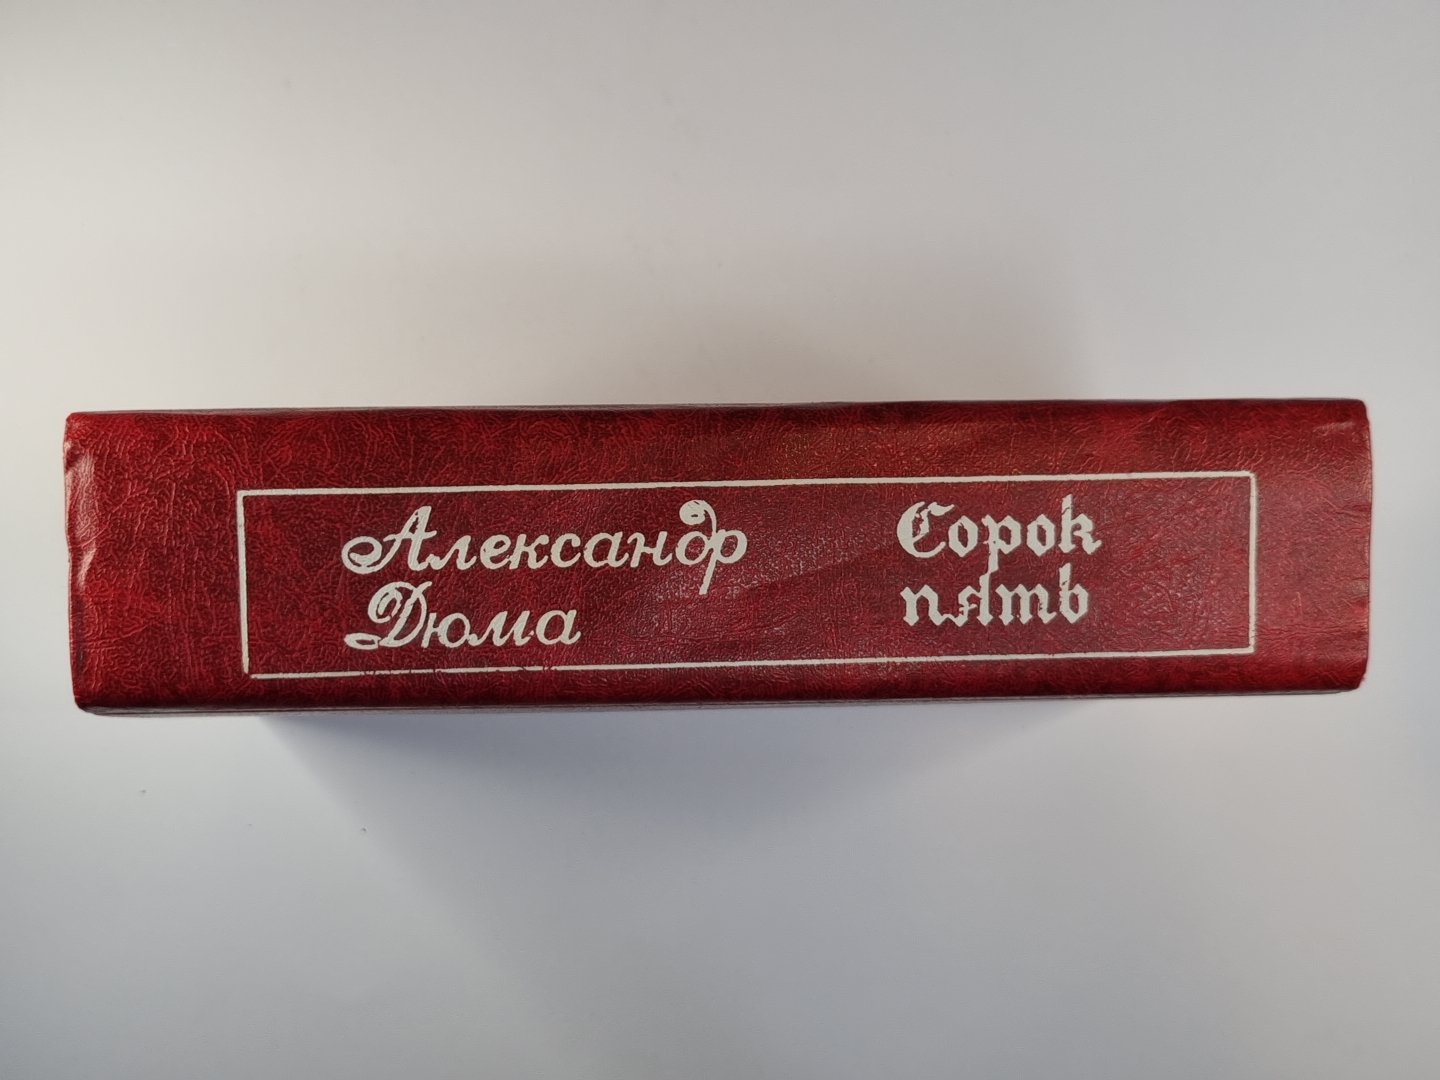 Александр
Дюма
Сорок
пять